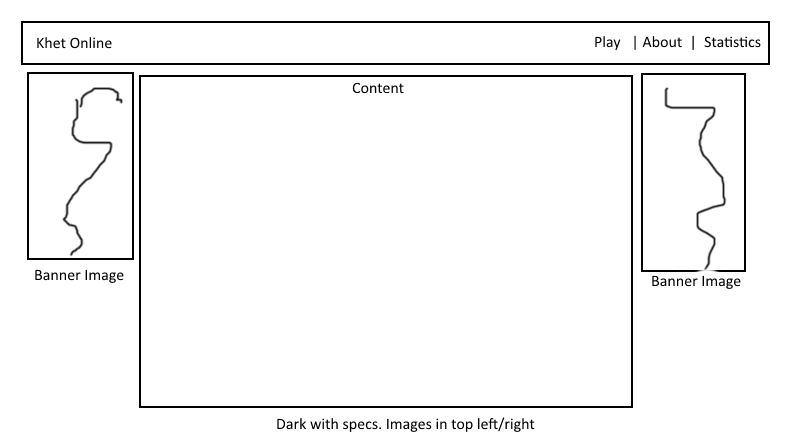 Khet Online
Play | About | Statistics
Content
Banner Image
Banner Image
Dark with specs. Images in top left/right